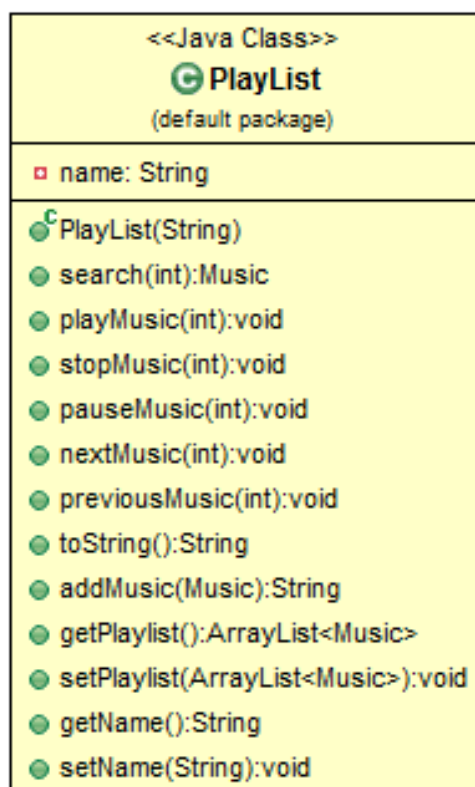 <<Java Class>>
C PlayList
(default package)
name: String
C PlayList(String)
search(int):Music
playMusic(int):void
stopMusic(int):void
pauseMusic(int):void
nextMusic(int):void
previousMusic(int):void
toString():String
addMusic(Music):String
getPlaylist():ArrayList<Music>
setPlaylist(ArrayList<Music>):void
getName():String
setName(String):void